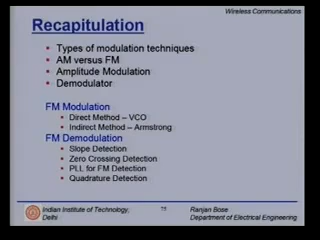 Wireless Communications
Recapitulation
Types of modulation techniques
AM versus FM
Amplitude Modulation
Demodulator
FM Modulation
Direct Method – VCO
Indirect Method – Armstrong
FM Demodulation
Slope Detection
Zero Crossing Detection
PLL for FM Detection
Quadrature Detection
Indian Institute of Technology, Ranjan Bose
Delhi Department of Electrical Engineering